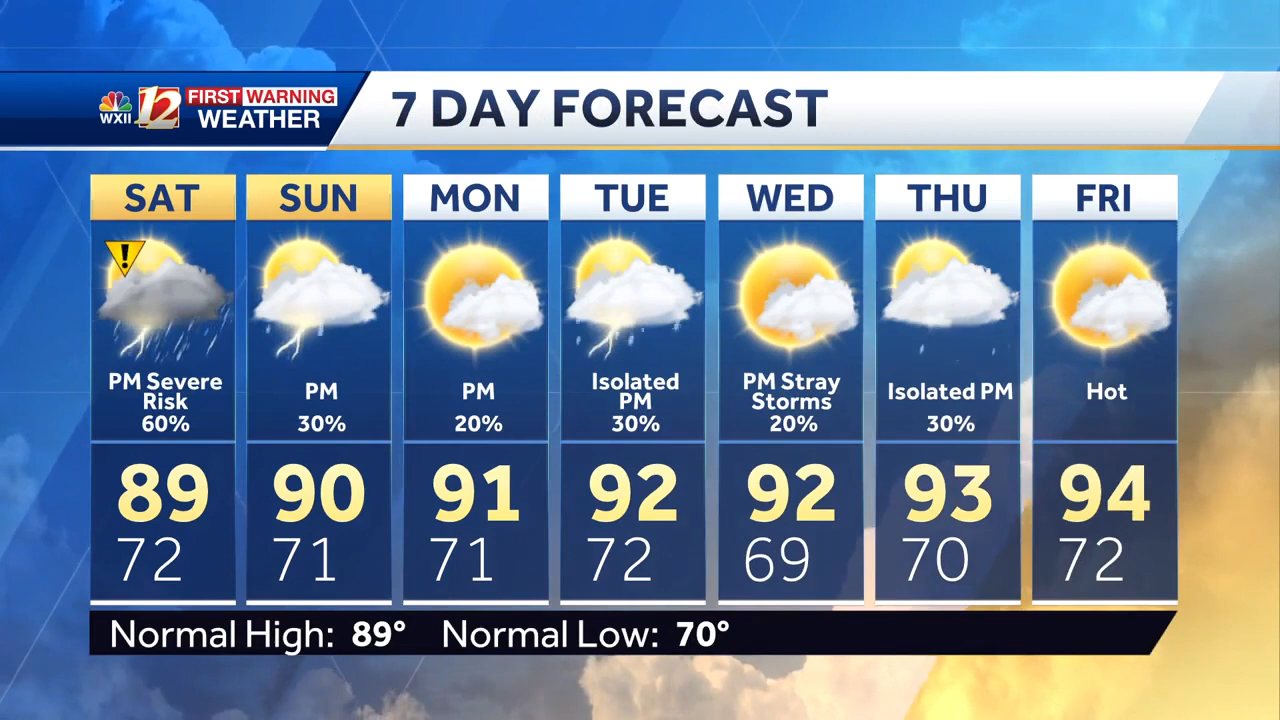 WXII 12 FIRST WARNING WEATHER
7 DAY FORECAST
SAT SUN MON TUE WED THU FRI
!
PM Severe
Risk
60%
PM
30%
PM
20%
Isolated
PM
30%
PM Stray
Storms
20%
Isolated PM
30%
Hot
89 90 91 92 92 93 94
72 71 71 72 69 70 72
Normal High: 89° Normal Low: 70°